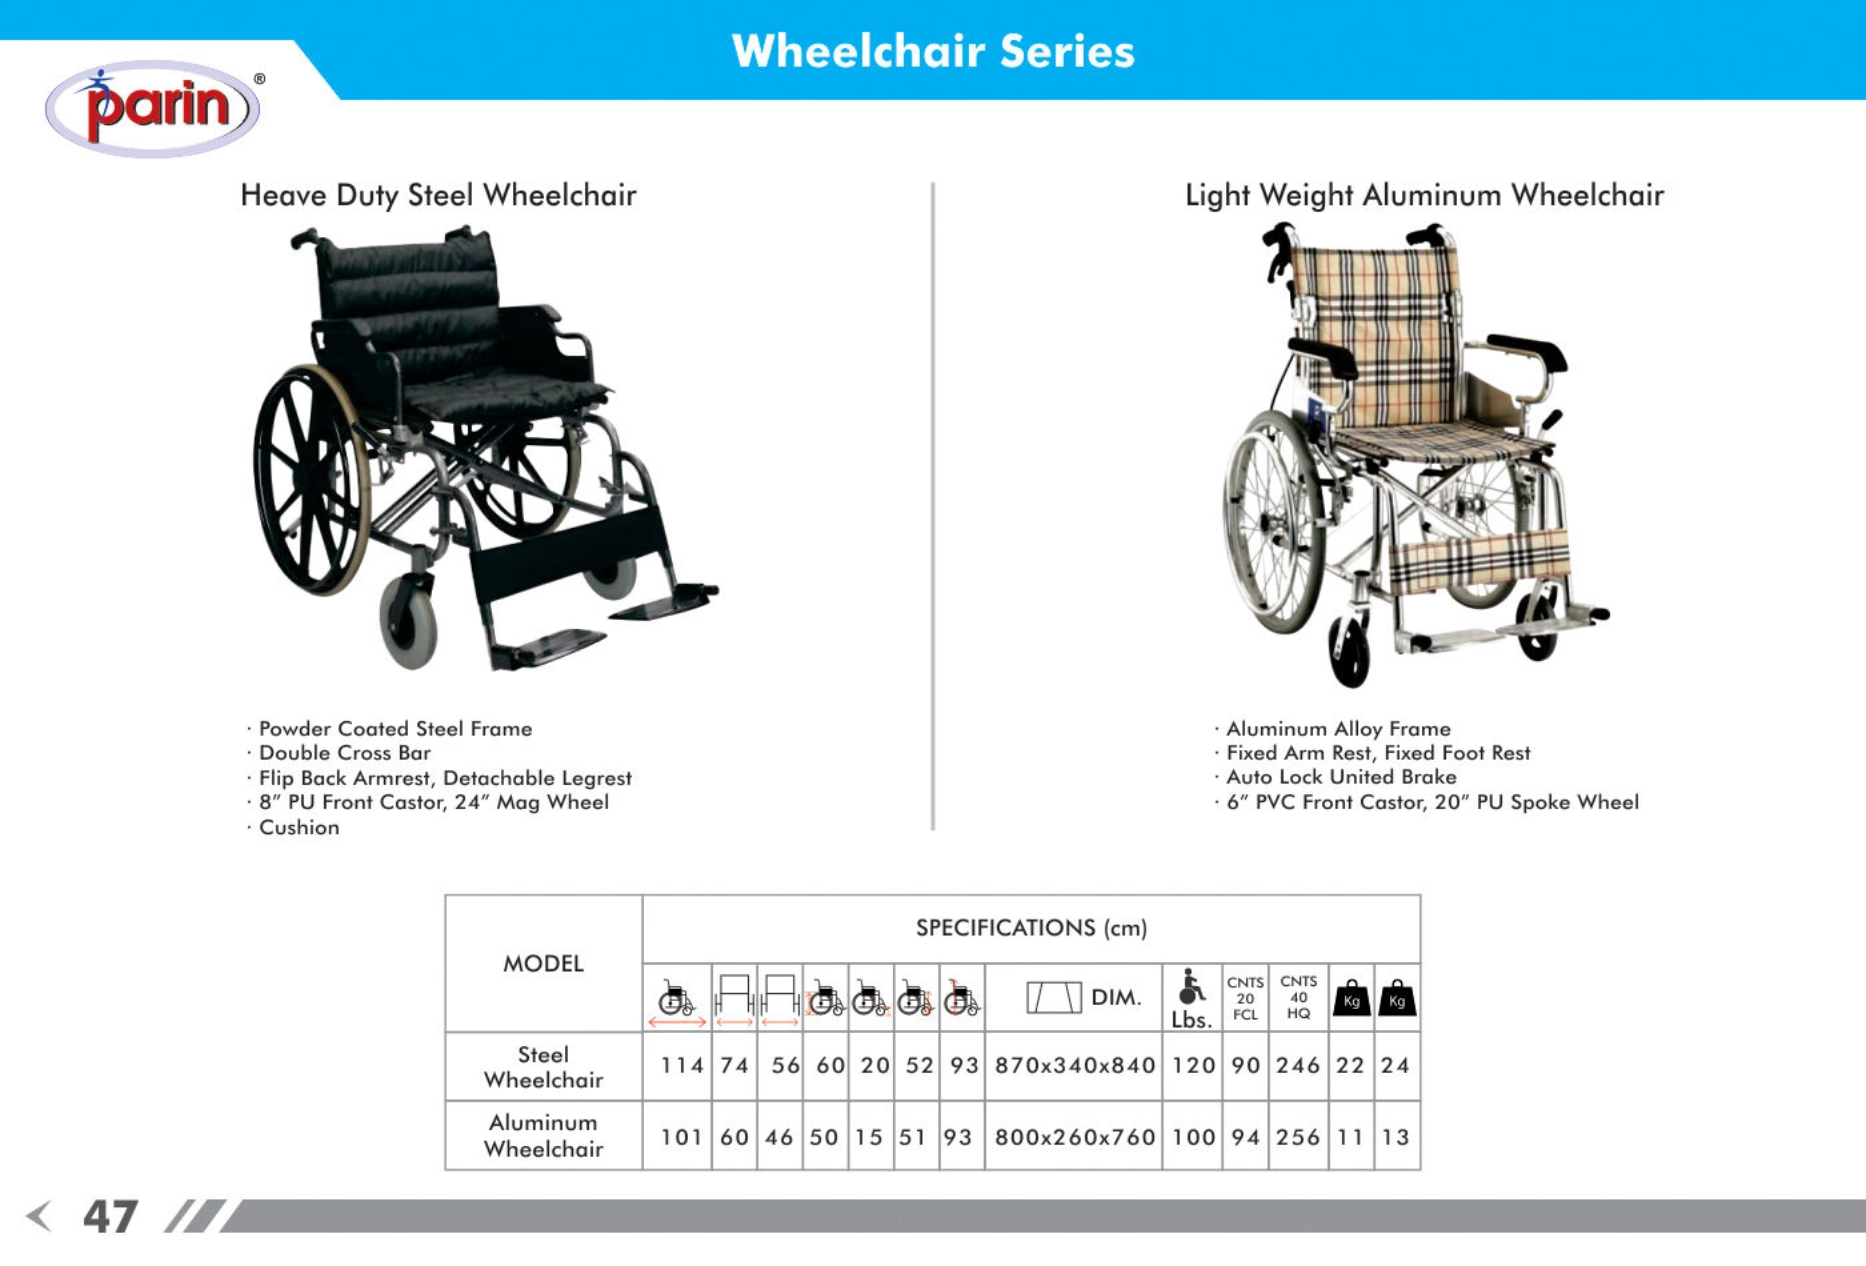 Wheelchair Series
parin ®
Heave Duty Steel Wheelchair
· Powder Coated Steel Frame
· Double Cross Bar
· Flip Back Armrest, Detachable Legrest
· 8” PU Front Castor, 24” Mag Wheel
· Cushion
Light Weight Aluminum Wheelchair
· Aluminum Alloy Frame
· Fixed Arm Rest, Fixed Foot Rest
· Auto Lock United Brake
· 6” PVC Front Castor, 20” PU Spoke Wheel
MODEL
SPECIFICATIONS (cm)
DIM.
Lbs.
CNTS
20
FCL
CNTS
40
HQ
Kg
Kg
Steel
Wheelchair
114 74 56 60 20 52 93 870x340x840 120 90 246 22 24
Aluminum
Wheelchair
101 60 46 50 15 51 93 800x260x760 100 94 256 11 13
47